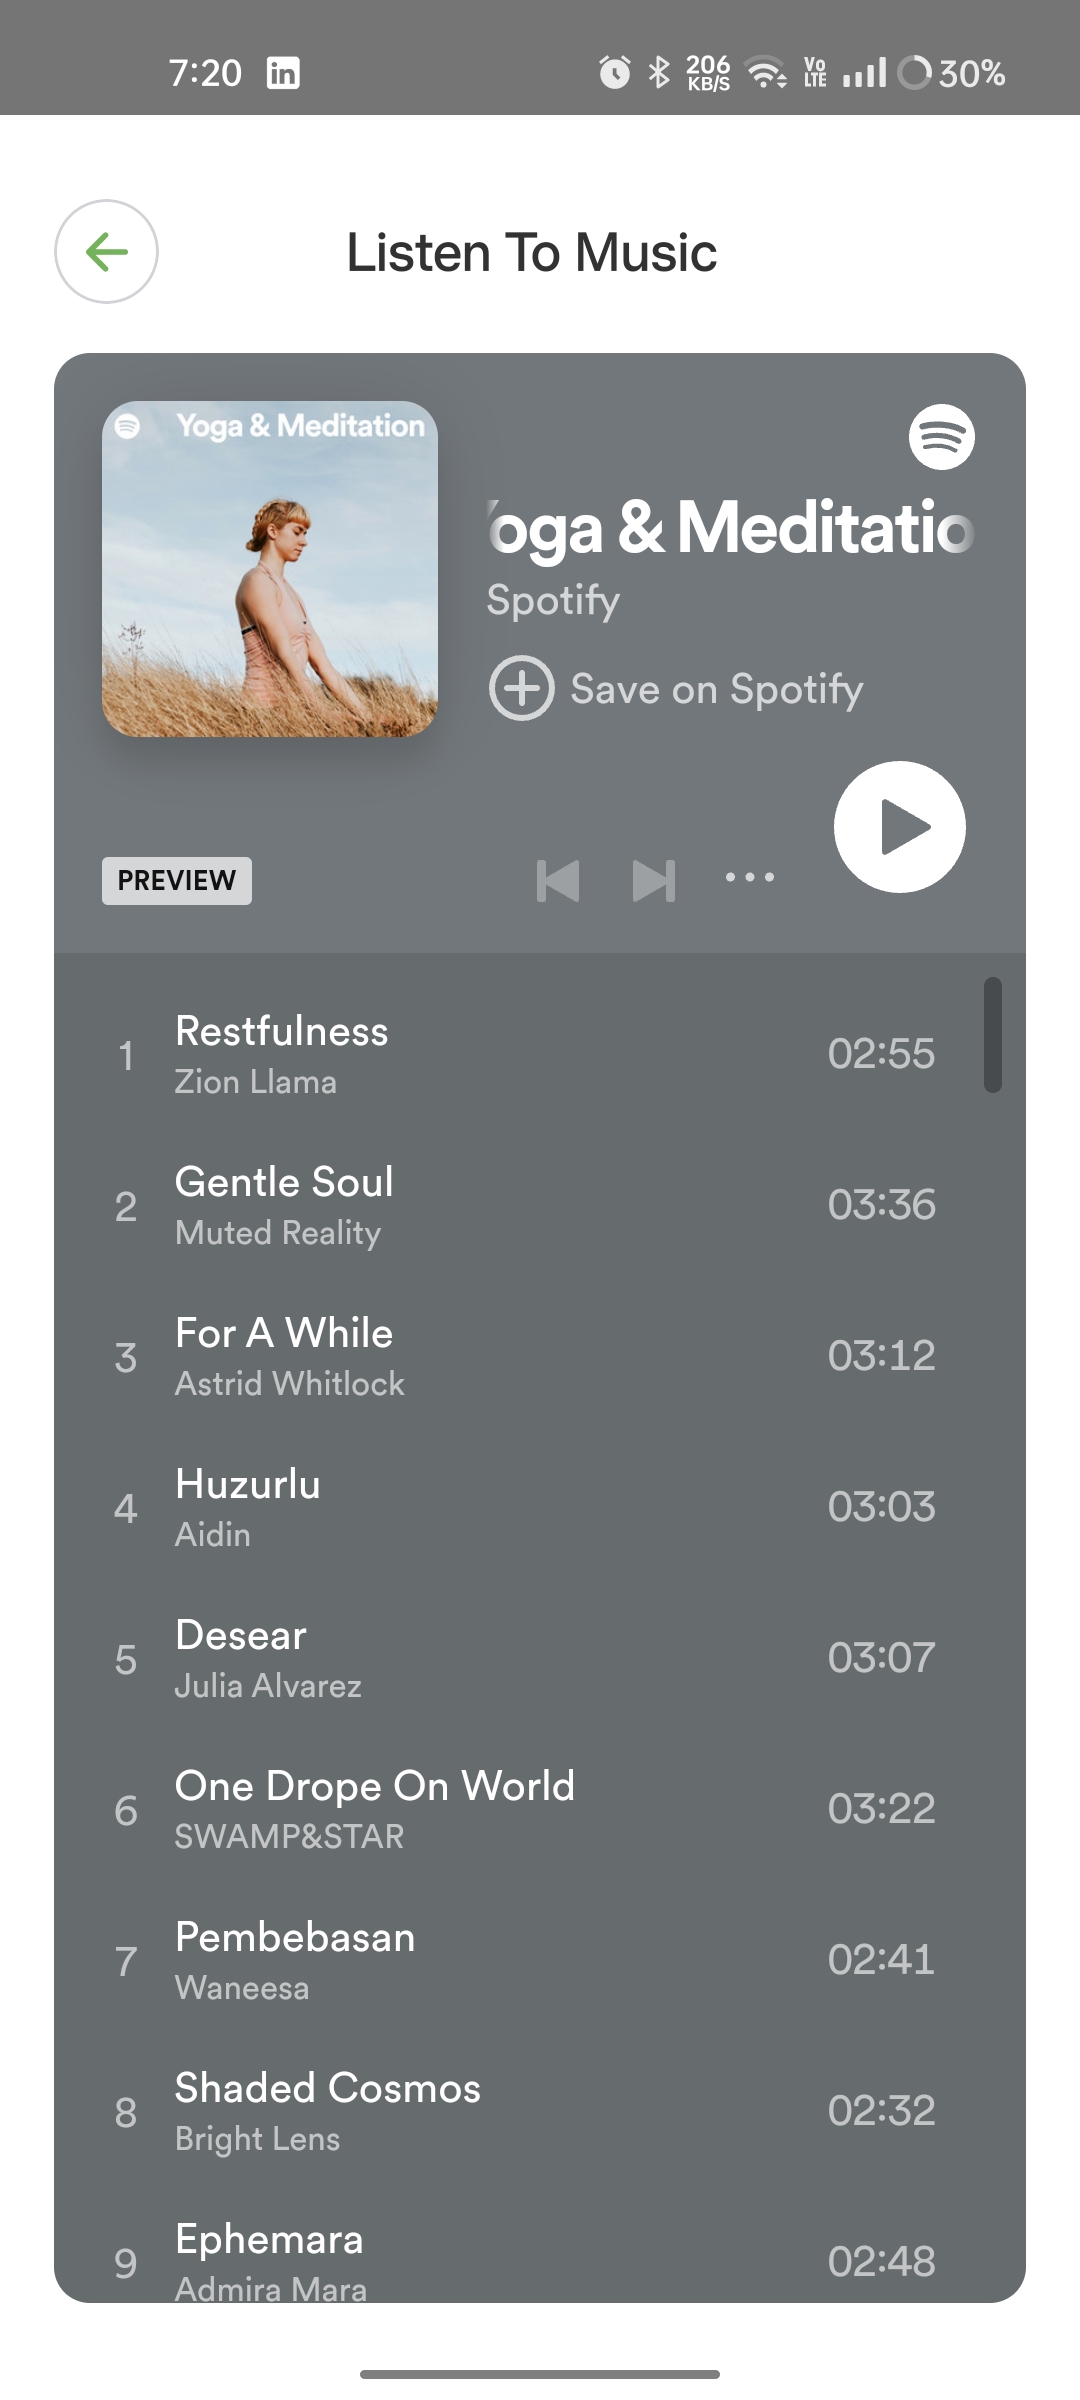 7:20
206
KB/S
Vo
LTE
30%
Listen To Music
Yoga & Meditation
Yoga & Meditatio
Spotify
Save on Spotify
PREVIEW
1
Restfulness
Zion Llama
02:55
2
Gentle Soul
Muted Reality
03:36
3
For A While
Astrid Whitlock
03:12
4
Huzurlu
Aidin
03:03
5
Desear
Julia Alvarez
03:07
6
One Drope On World
SWAMP&STAR
03:22
7
Pembebasan
Waneesa
02:41
8
Shaded Cosmos
Bright Lens
02:32
9
Ephemara
Admira Mara
02:48